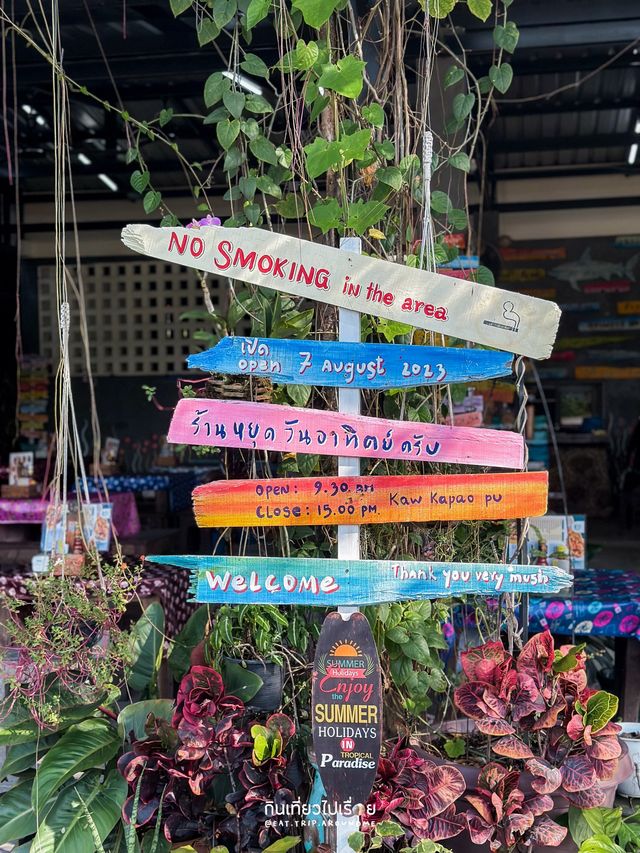 NO SMOKING in the area
เปิด
open 7 August 2023
ร้านหยุดวันอาทิตย์ครับ
OPEN: 9.30 am
CLOSE: 15.00 PM.
Kaw Kapao pu
WELCOME
Thank you very mush
SUMMER
Holidays
Enjoy
the
SUMMER
HOLIDAYS
IN TROPICAL
Paradise
กินเที่ยวไปเรื่อย
@EAT.TRIP.AROUND